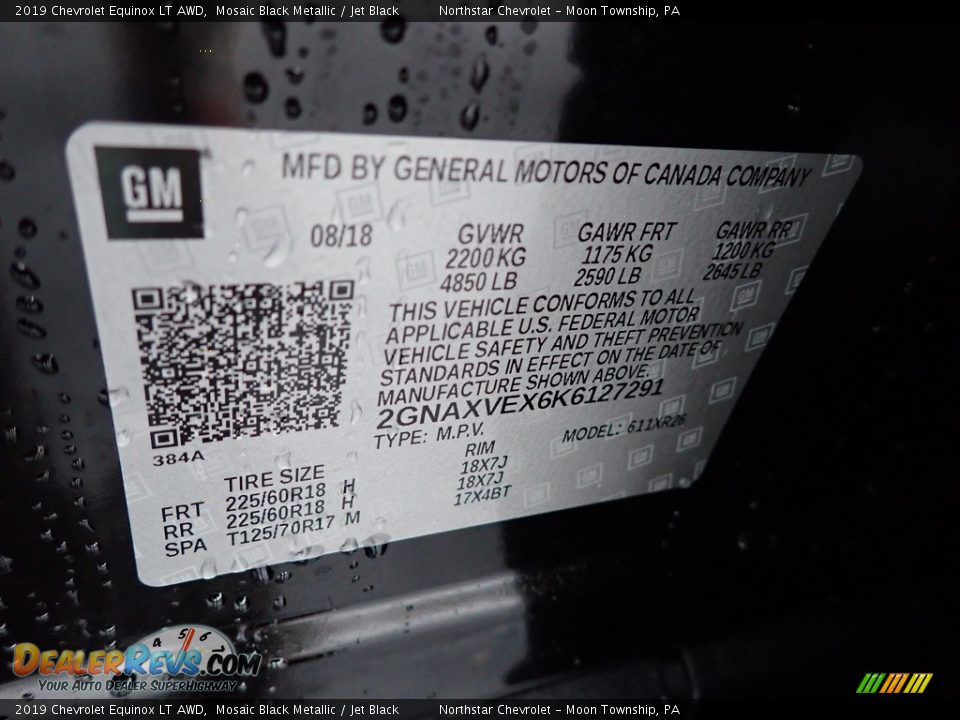 2019 Chevrolet Equinox LT AWD, Mosaic Black Metallic / Jet Black Northstar Chevrolet - Moon Township, PA
GM
MFD BY GENERAL MOTORS OF CANADA COMPANY
08/18 GVWR GAWR FRT GAWR RR
2200 KG 1175 KG 1200 KG
4850 LB 2590 LB 2645 LB
THIS VEHICLE CONFORMS TO ALL
APPLICABLE U.S. FEDERAL MOTOR
VEHICLE SAFETY AND THEFT PREVENTION
STANDARDS IN EFFECT ON THE DATE OF
MANUFACTURE SHOWN ABOVE.
2GNAXVEX6K6127291
TYPE: M.P.V. MODEL: 611XR26
384A
TIRE SIZE RIM
FRT 225/60R18 H 18X7J
RR 225/60R18 H 18X7J
SPA T125/70R17 M 17X4BT
4 5 6
DEALERREVS.COM
YOUR AUTO DEALER SUPERHIGHWAY
2019 Chevrolet Equinox LT AWD, Mosaic Black Metallic / Jet Black Northstar Chevrolet - Moon Township, PA